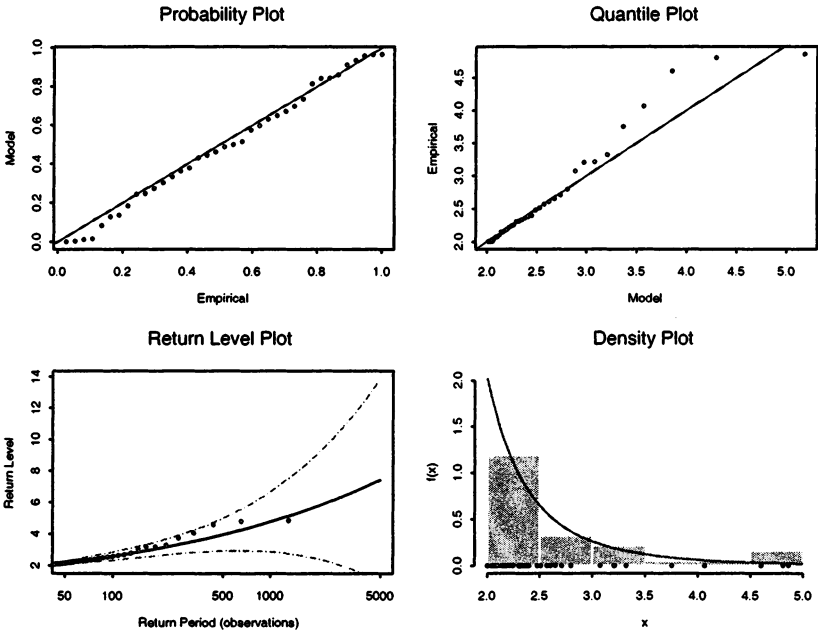 Probability Plot
Model
0.0 0.2 0.4 0.6 0.8 1.0
0.0 0.2 0.4 0.6 0.8 1.0
Empirical
Quantile Plot
Empirical
2.0 2.5 3.0 3.5 4.0 4.5
2.0 2.5 3.0 3.5 4.0 4.5 5.0
Model
Return Level Plot
Return Level
2 4 6 8 10 12 14
50 100 500 1000 5000
Return Period (observations)
Density Plot
f(x)
0.0 0.5 1.0 1.5 2.0
2.0 2.5 3.0 3.5 4.0 4.5 5.0
x